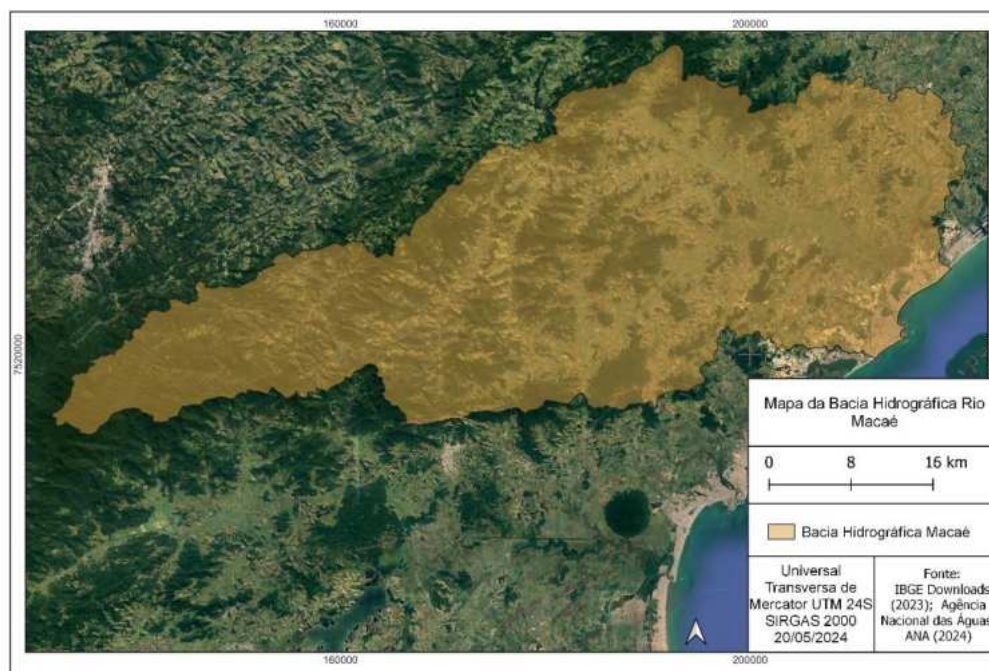 160000
200000
7520000
Mapa da Bacia Hidrográfica Rio
Macaé
0 8 16 km
Bacia Hidrográfica Macaé
Universal
Transversa de
Mercator UTM 24S
SIRGAS 2000
20/05/2024
Fonte:
IBGE Downloads
(2023); Agência
Nacional das Águas
ANA (2024)
160000
200000